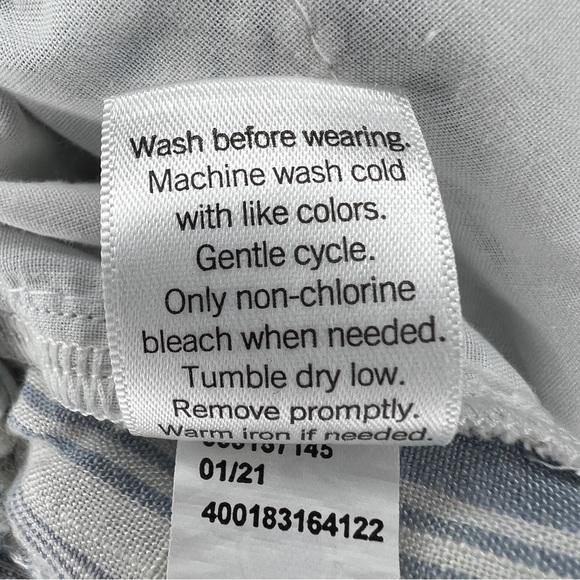 Wash before wearing.
Machine wash cold
with like colors.
Gentle cycle.
Only non-chlorine
bleach when needed.
Tumble dry low.
Remove promptly.
Warm iron if needed.
01/21
400183164122